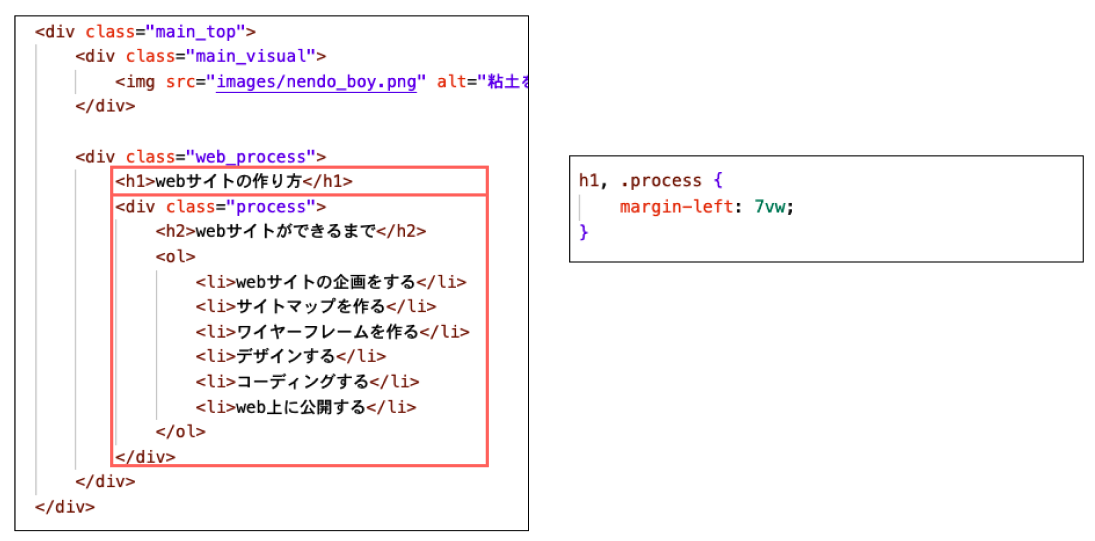 <div class="main_top">
<div class="main_visual">
<img src="images/nendo_boy.png" alt="粘土
</div>
<div class="web_process">
<h1>webサイトの作り方</h1>
<div class="process">
<h2>webサイトができるまで</h2>
<ol>
<li>webサイトの企画をする</li>
<li>サイトマップを作る</li>
<li>ワイヤーフレームを作る</li>
<li>デザインする</li>
<li>コーディングする</li>
<li>web上に公開する</li>
</ol>
</div>
</div>
</div>
h1, .process {
margin-left: 7vw;
}